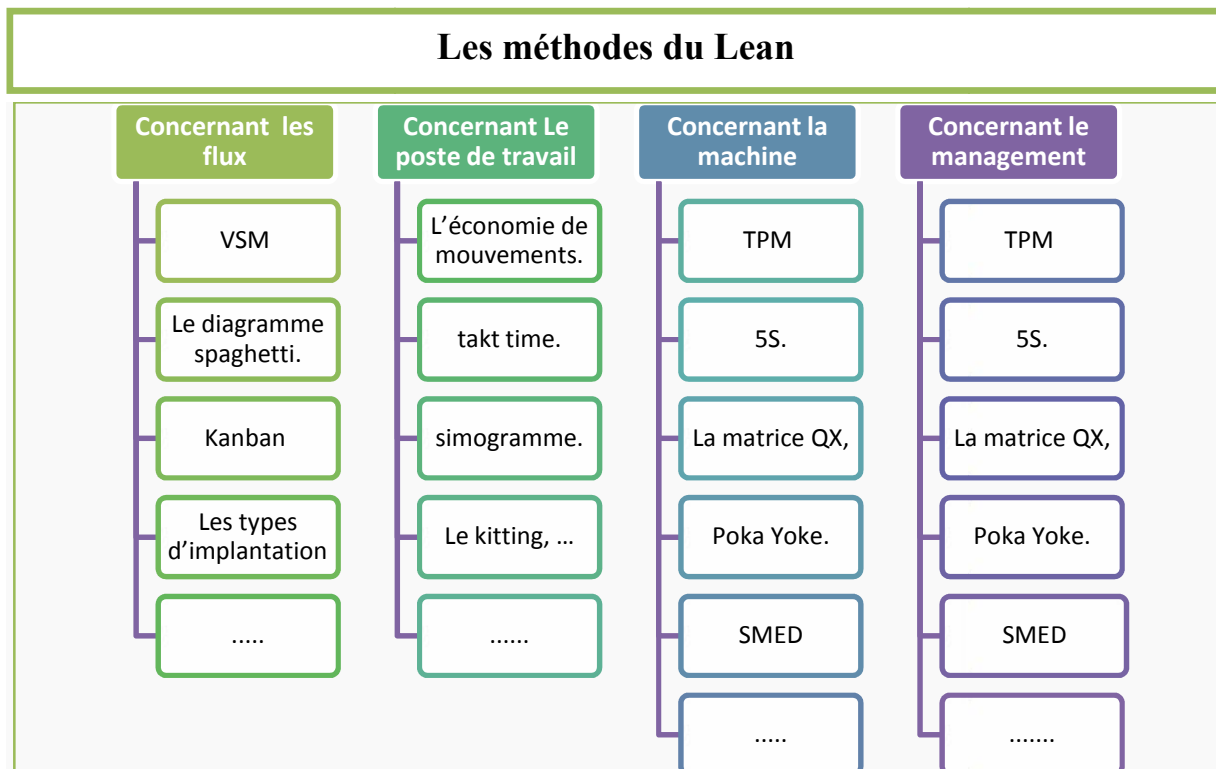 Les méthodes du Lean
Concernant les
flux
VSM
Le diagramme
spaghetti.
Kanban
Les types
d’implantation
.....
Concernant Le
poste de travail
L’économie de
mouvements.
takt time.
simogramme.
Le kitting, ...
......
Concernant la
machine
TPM
5S.
La matrice QX,
Poka Yoke.
SMED
.....
Concernant le
management
TPM
5S.
La matrice QX,
Poka Yoke.
SMED
.......